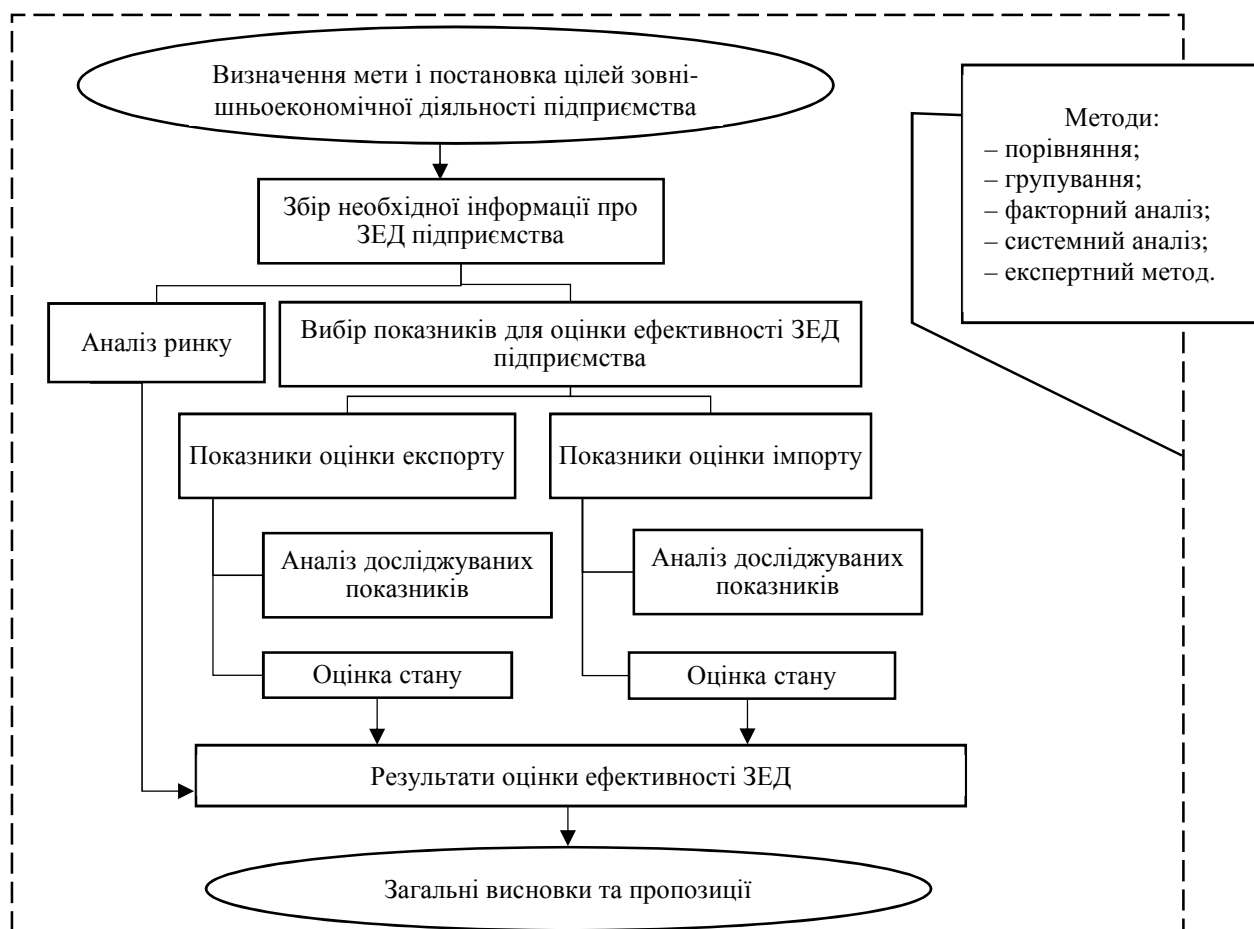 Визначення мети і постановка цілей зовні-
шньоекономічної діяльності підприємства
Методи:
– порівняння;
– групування;
– факторний аналіз;
– системний аналіз;
– експертний метод.
Збір необхідної інформації про
ЗЕД підприємства
Аналіз ринку
Вибір показників для оцінки ефективності ЗЕД
підприємства
Показники оцінки експорту
Показники оцінки імпорту
Аналіз досліджуваних
показників
Аналіз досліджуваних
показників
Оцінка стану
Оцінка стану
Результати оцінки ефективності ЗЕД
Загальні висновки та пропозиції